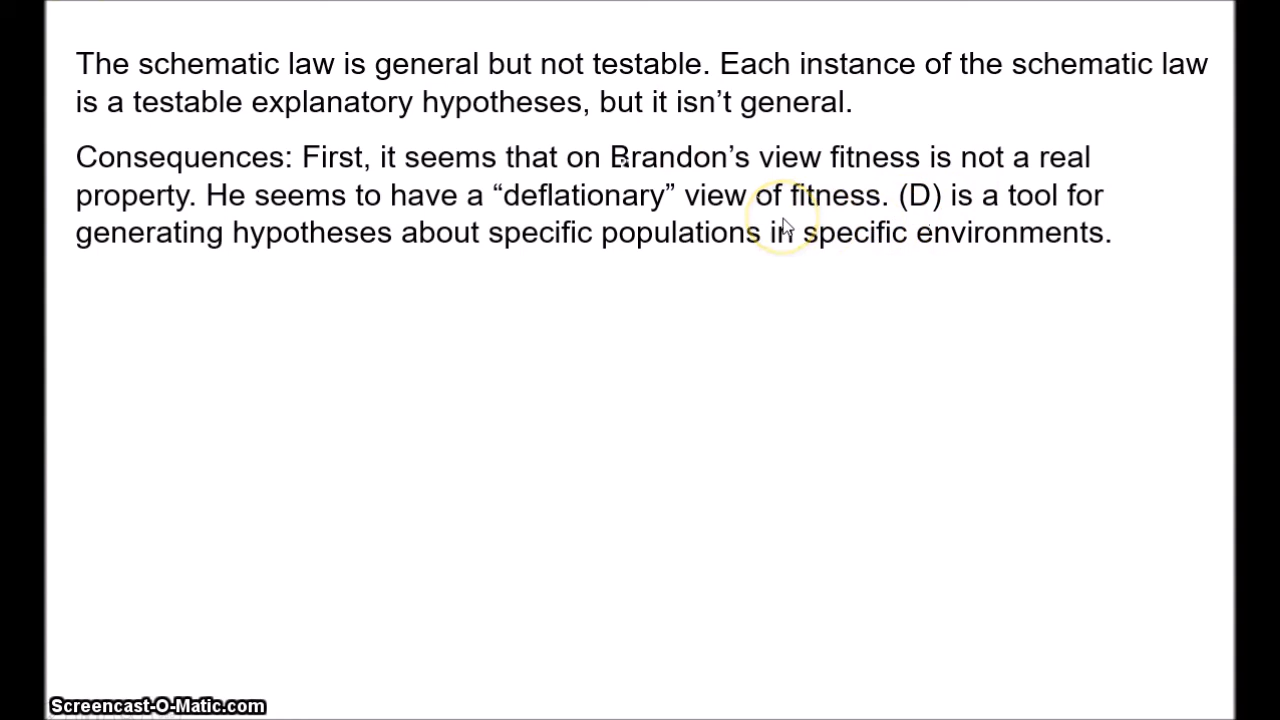 The schematic law is general but not testable. Each instance of the schematic law
is a testable explanatory hypotheses, but it isn’t general.
Consequences: First, it seems that on Brandon’s view fitness is not a real
property. He seems to have a “deflationary” view of fitness. (D) is a tool for
generating hypotheses about specific populations in specific environments.
Screencast-O-Matic.com